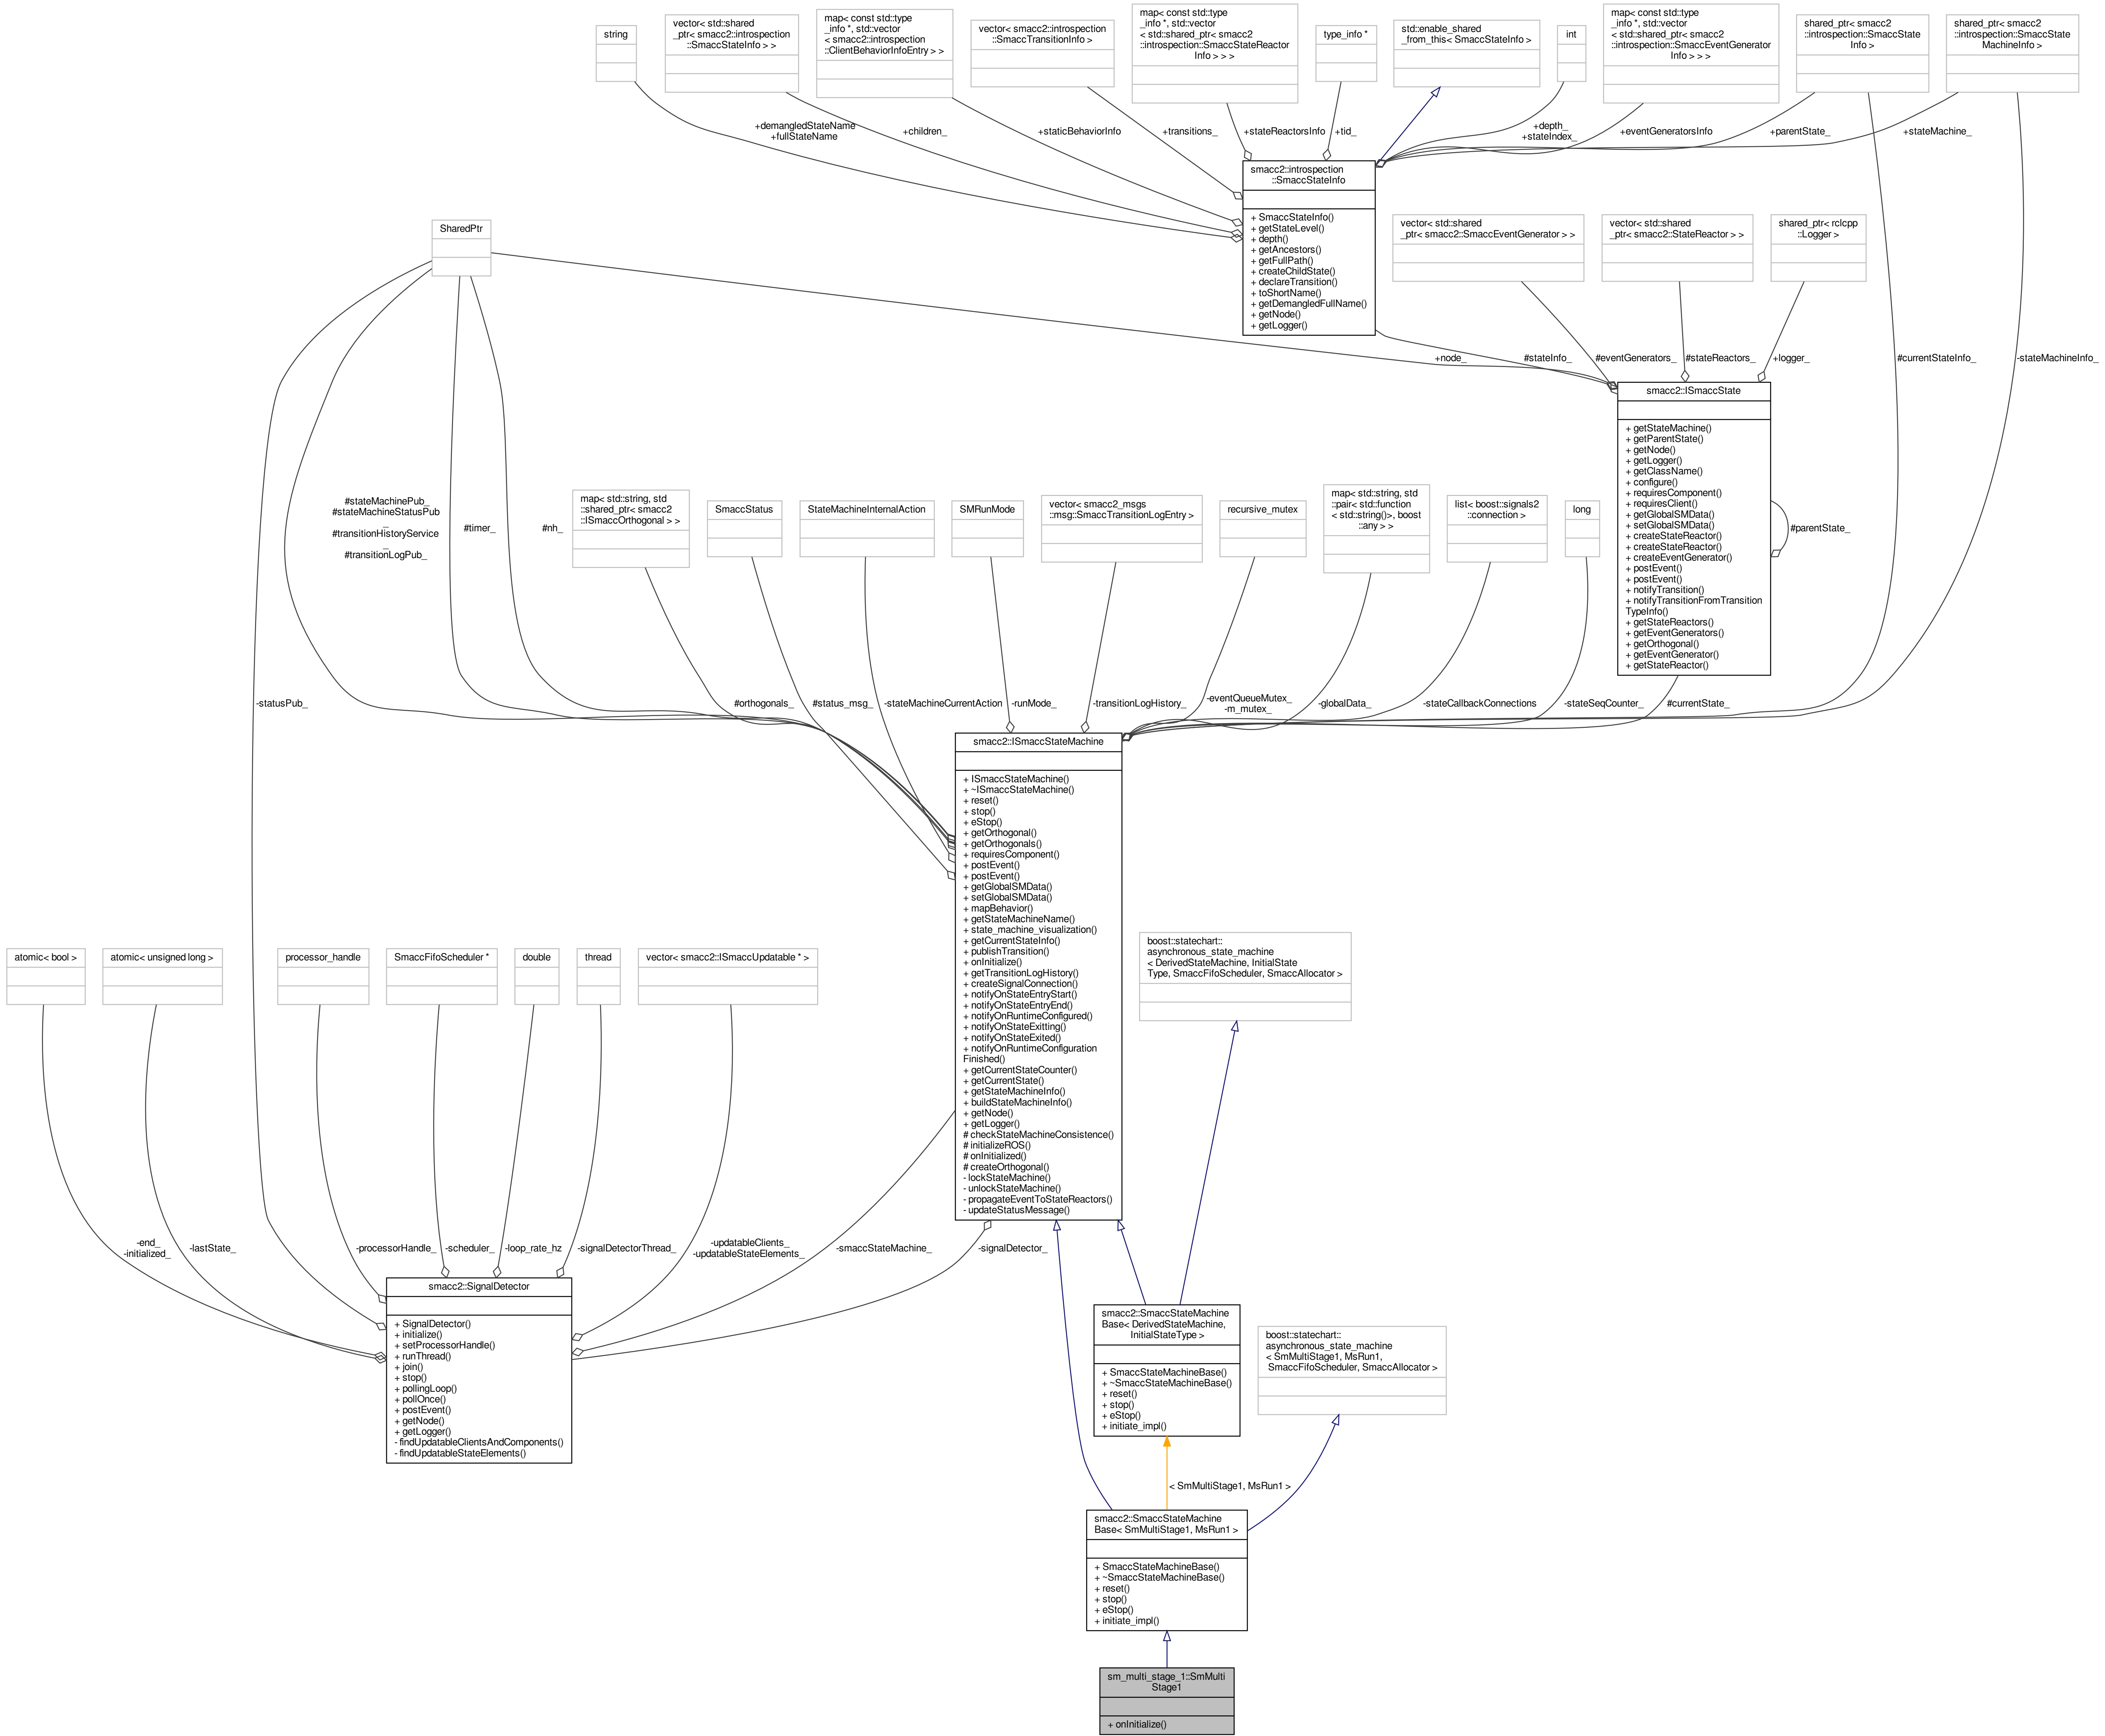 string
vector< std::shared
_ptr< smacc2::introspection
::SmaccStateInfo > >
map< const std::type
_info *, std::vector
< smacc2::introspection
::ClientBehaviorInfoEntry > >
vector< smacc2::introspection
::SmaccTransitionInfo >
map< const std::type
_info *, std::vector
< std::shared_ptr< smacc2
::introspection::SmaccStateReactor
Info > > >
type_info *
std::enable_shared
_from_this< SmaccStateInfo >
int
map< const std::type
_info *, std::vector
< std::shared_ptr< smacc2
::introspection::SmaccEventGenerator
Info > > >
shared_ptr< smacc2
::introspection::SmaccState
Info >
shared_ptr< smacc2
::introspection::SmaccState
MachineInfo >
+demangledStateName
+fullStateName
+children_
+staticBehaviorInfo
+transitions_
+stateReactorsInfo
+tid_
+depth_
+stateIndex_
+eventGeneratorsInfo
+parentState_
+stateMachine_
smacc2::introspection
::SmaccStateInfo
+ SmaccStateInfo()
+ getStateLevel()
+ depth()
+ getAncestors()
+ getFullPath()
+ createChildState()
+ declareTransition()
+ toShortName()
+ getDemangledFullName()
+ getNode()
+ getLogger()
SharedPtr
vector< std::shared
_ptr< smacc2::SmaccEventGenerator > >
vector< std::shared
_ptr< smacc2::StateReactor > >
shared_ptr< rclcpp
::Logger >
+node_
#stateInfo_
#eventGenerators_
#stateReactors_
+logger_
#currentStateInfo_
-stateMachineInfo_
smacc2::ISmaccState
+ getStateMachine()
+ getParentState()
+ getNode()
+ getLogger()
+ getClassName()
+ configure()
+ requiresComponent()
+ requiresClient()
+ getGlobalSMData()
+ setGlobalSMData()
+ createStateReactor()
+ createStateReactor()
+ createEventGenerator()
+ postEvent()
+ postEvent()
+ notifyTransition()
+ notifyTransitionFromTransition
TypeInfo()
+ getStateReactors()
+ getEventGenerators()
+ getOrthogonal()
+ getEventGenerator()
+ getStateReactor()
#parentState_
#stateMachinePub_
#stateMachineStatusPub
_
#transitionHistoryService
_
#transitionLogPub_
#timer_
#nh_
map< std::string, std
::shared_ptr< smacc2
::ISmaccOrthogonal > >
SmaccStatus
StateMachineInternalAction
SMRunMode
vector< smacc2_msgs
::msg::SmaccTransitionLogEntry >
recursive_mutex
map< std::string, std
::pair< std::function
< std::string()>, boost
::any > >
list< boost::signals2
::connection >
long
-statusPub_
#orthogonals_
#status_msg_
-stateMachineCurrentAction
-runMode_
-transitionLogHistory_
-eventQueueMutex_
-m_mutex_
-globalData_
-stateCallbackConnections
-stateSeqCounter_
#currentState_
smacc2::ISmaccStateMachine
+ ISmaccStateMachine()
+ ~ISmaccStateMachine()
+ reset()
+ stop()
+ eStop()
+ getOrthogonal()
+ getOrthogonals()
+ requiresComponent()
+ postEvent()
+ postEvent()
+ getGlobalSMData()
+ setGlobalSMData()
+ mapBehavior()
+ getStateMachineName()
+ state_machine_visualization()
+ getCurrentStateInfo()
+ publishTransition()
+ onInitialize()
+ getTransitionLogHistory()
+ createSignalConnection()
+ notifyOnStateEntryStart()
+ notifyOnStateEntryEnd()
+ notifyOnRuntimeConfigured()
+ notifyOnStateExitting()
+ notifyOnStateExited()
+ notifyOnRuntimeConfiguration
Finished()
+ getCurrentStateCounter()
+ getCurrentState()
+ getStateMachineInfo()
+ buildStateMachineInfo()
+ getNode()
+ getLogger()
# checkStateMachineConsistence()
# initializeROS()
# onInitialized()
# createOrthogonal()
- lockStateMachine()
- unlockStateMachine()
- propagateEventToStateReactors()
- updateStatusMessage()
atomic< bool >
atomic< unsigned long >
processor_handle
SmaccFifoScheduler *
double
thread
vector< smacc2::ISmaccUpdatable * >
boost::statechart::
asynchronous_state_machine
< DerivedStateMachine, InitialState
Type, SmaccFifoScheduler, SmaccAllocator >
-end_
-initialized_
-lastState_
-processorHandle_
-scheduler_
-loop_rate_hz
-signalDetectorThread_
-updatableClients_
-updatableStateElements_
-smaccStateMachine_
-signalDetector_
smacc2::SignalDetector
+ SignalDetector()
+ initialize()
+ setProcessorHandle()
+ runThread()
+ join()
+ stop()
+ pollingLoop()
+ pollOnce()
+ postEvent()
+ getNode()
+ getLogger()
- findUpdatableClientsAndComponents()
- findUpdatableStateElements()
smacc2::SmaccStateMachine
Base< DerivedStateMachine,
InitialStateType >
+ SmaccStateMachineBase()
+ ~SmaccStateMachineBase()
+ reset()
+ stop()
+ eStop()
+ initiate_impl()
boost::statechart::
asynchronous_state_machine
< SmMultiStage1, MsRun1,
SmaccFifoScheduler, SmaccAllocator >
< SmMultiStage1, MsRun1 >
smacc2::SmaccStateMachine
Base< SmMultiStage1, MsRun1 >
+ SmaccStateMachineBase()
+ ~SmaccStateMachineBase()
+ reset()
+ stop()
+ eStop()
+ initiate_impl()
sm_multi_stage_1::SmMulti
Stage1
+ onInitialize()